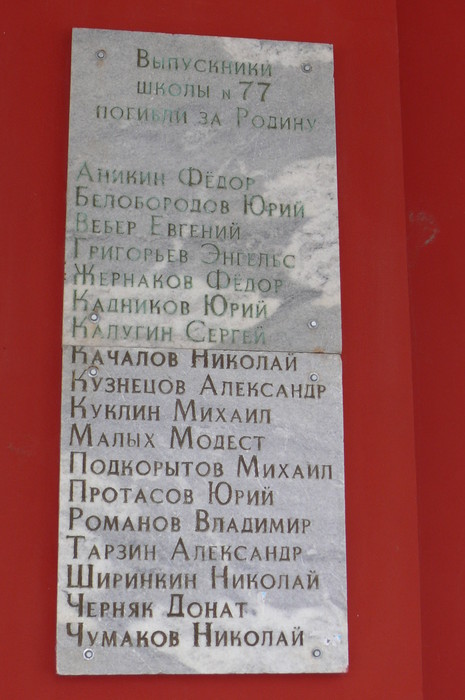 Выпускники
школы N 77
погибли за Родину
Аникин Фёдор
Белобородов Юрий
Вебер Евгений
Григорьев Энгельс
Жернаков Фёдор
Кадников Юрий
Калугин Сергей
Качалов Николай
Кузнецов Александр
Куклин Михаил
Малых Модест
Подкорытов Михаил
Протасов Юрий
Романов Владимир
Тарзин Александр
Ширинкин Николай
Черняк Донат
Чумаков Николай